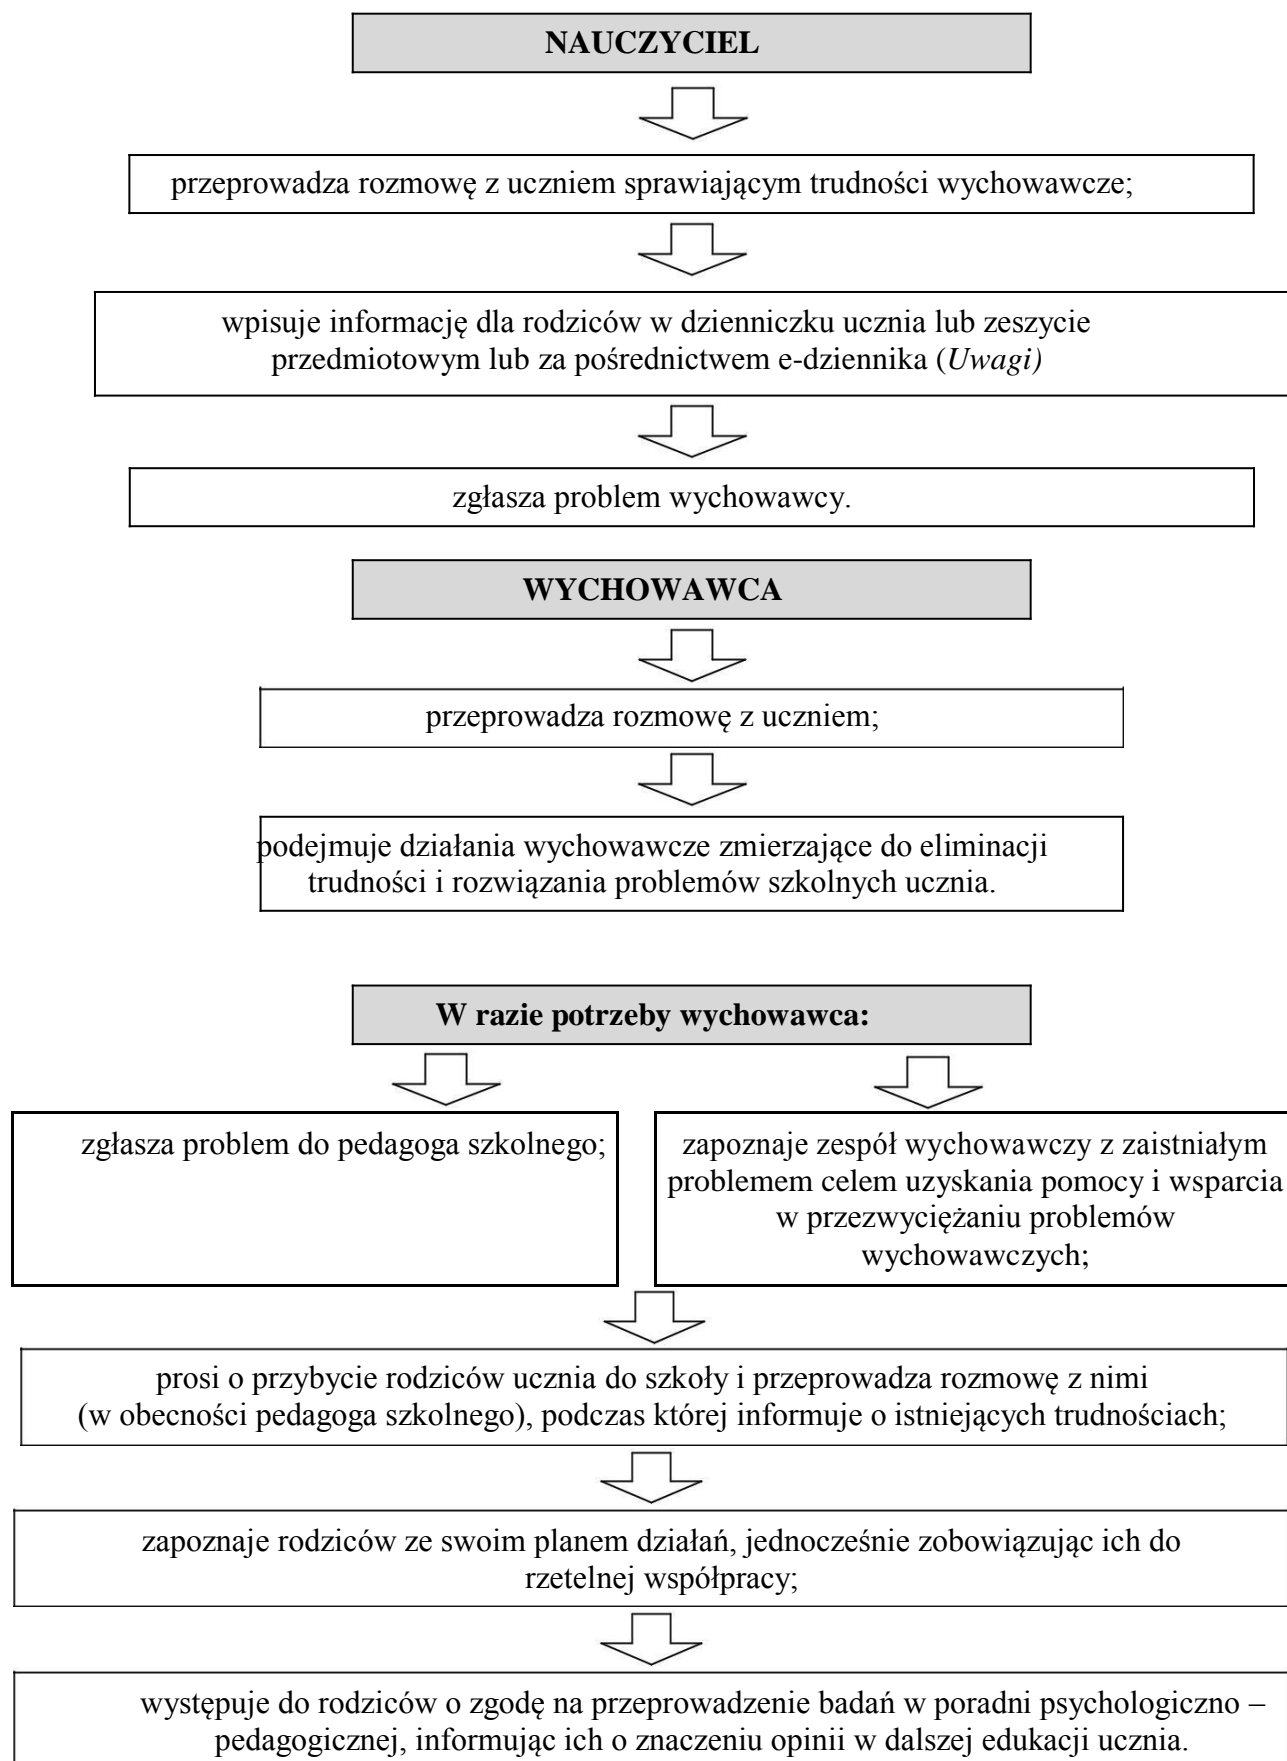 NAUCZYCIEL
przeprowadza rozmowę z uczniem sprawiającym trudności wychowawcze;
wpisuje informację dla rodziców w dzienniczku ucznia lub zeszycie
przedmiotowym lub za pośrednictwem e-dziennika (Uwagi)
zgłasza problem wychowawcy.
WYCHOWAWCA
przeprowadza rozmowę z uczniem;
podejmuje działania wychowawcze zmierzające do eliminacji
trudności i rozwiązania problemów szkolnych ucznia.
W razie potrzeby wychowawca:
zgłasza problem do pedagoga szkolnego;
zapoznaje zespół wychowawczy z zaistniałym
problemem celem uzyskania pomocy i wsparcia
w przezwyciężaniu problemów
wychowawczych;
prosi o przybycie rodziców ucznia do szkoły i przeprowadza rozmowę z nimi
(w obecności pedagoga szkolnego), podczas której informuje o istniejących trudnościach;
zapoznaje rodziców ze swoim planem działań, jednocześnie zobowiązując ich do
rzetelnej współpracy;
występuje do rodziców o zgodę na przeprowadzenie badań w poradni psychologiczno –
pedagogicznej, informując ich o znaczeniu opinii w dalszej edukacji ucznia.